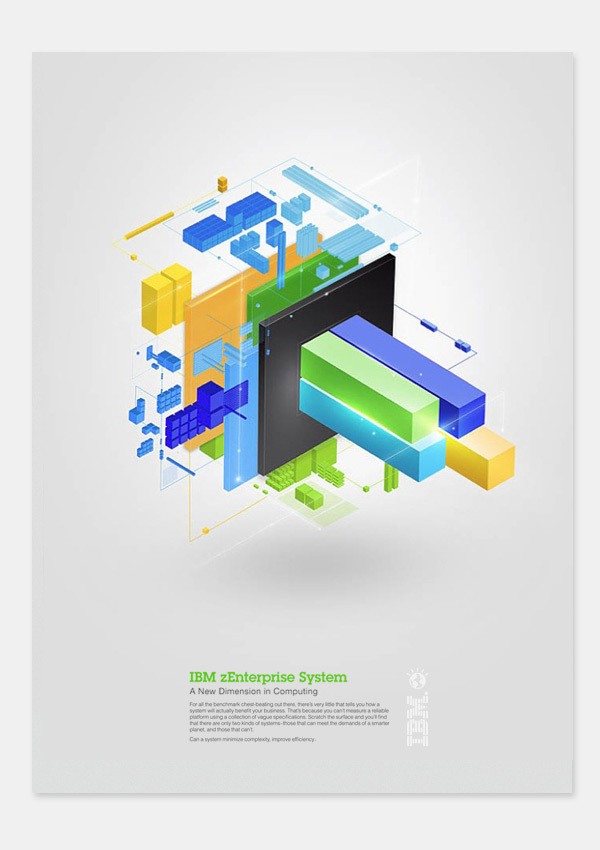 IBM zEnterprise System
A New Dimension in Computing
For all the benchmark chest-beating out there, there's very little that tells you how a
system will actually benefit your business. That's because you can't measure a reliable
platform using a collection of vague specifications. Scratch the surface and you'll find
that there are only two kinds of systems-those that can meet the demands of a smarter
planet, and those that can't.
Can a system minimize complexity, improve efficiency
IBM.